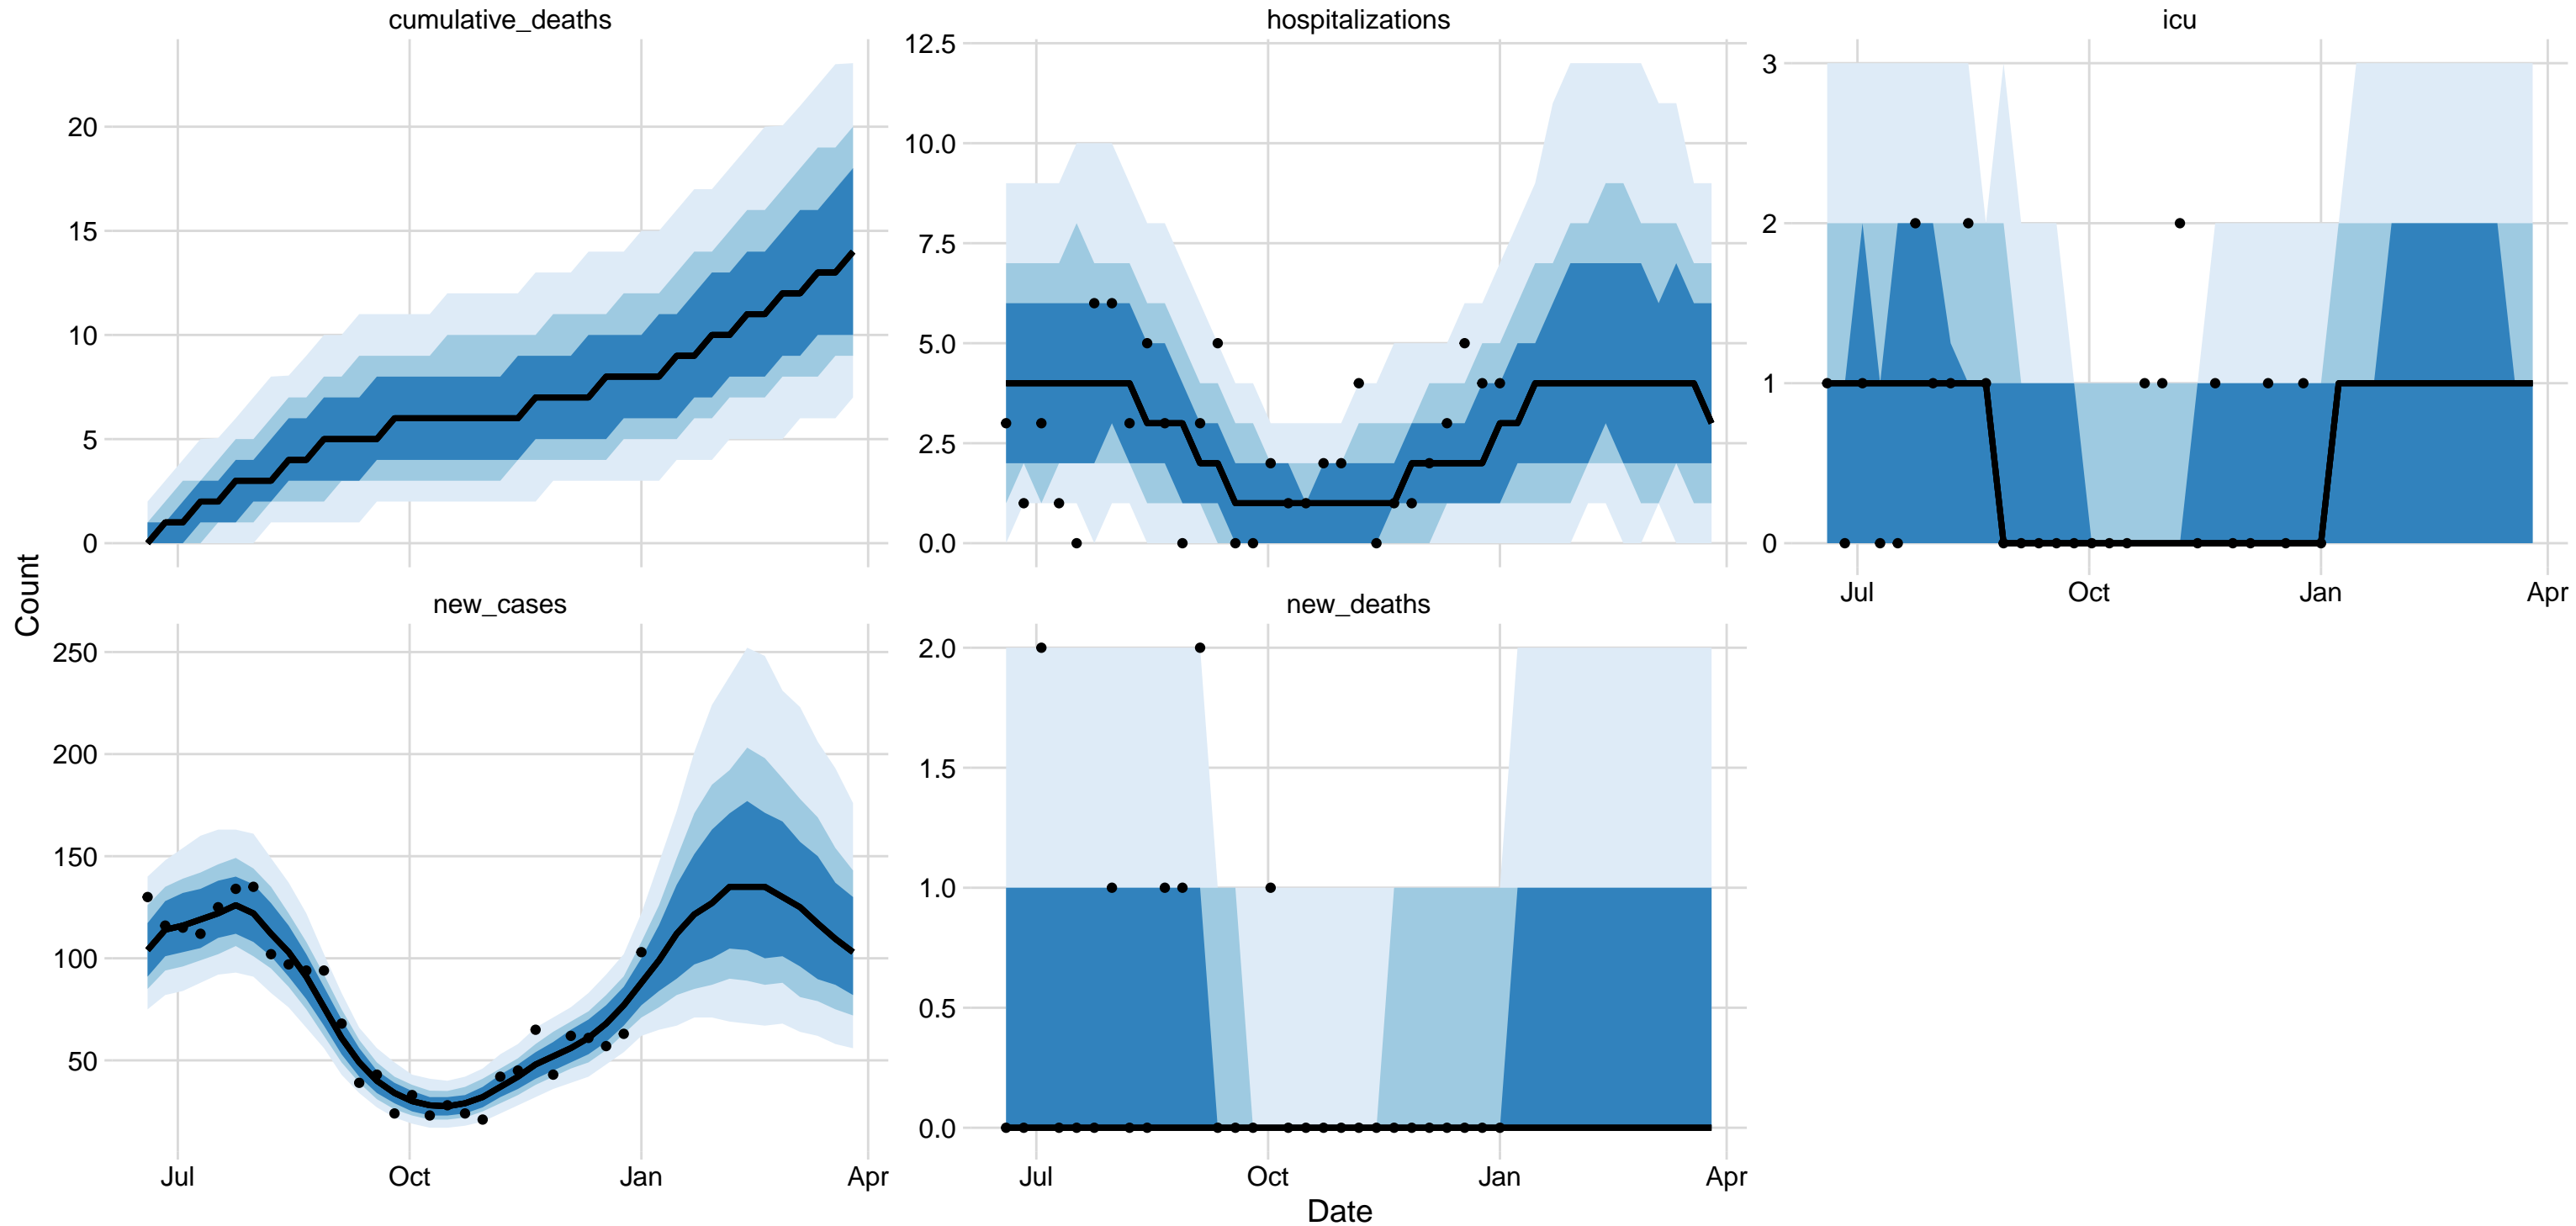 cumulative_deaths
hospitalizations
icu
20
15
10
5
0
12.5
10.0
7.5
5.0
2.5
0.0
3
2
1
0
Jul Oct Jan Apr
Count
new_cases
new_deaths
250
200
150
100
50
Jul Oct Jan Apr
2.0
1.5
1.0
0.5
0.0
Jul Oct Jan Apr
Date